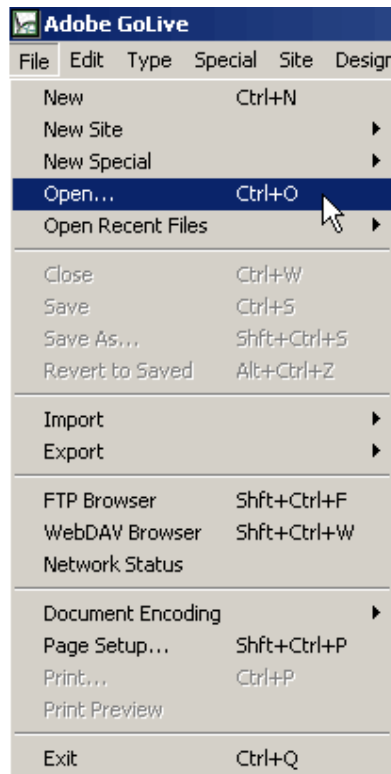 Adobe GoLive
File Edit Type Special Site Design
New Ctrl+N
New Site
New Special
Open... Ctrl+O
Open Recent Files
Close Ctrl+W
Save Ctrl+S
Save As... Shft+Ctrl+S
Revert to Saved Alt+Ctrl+Z
Import
Export
FTP Browser Shft+Ctrl+F
WebDAV Browser Shft+Ctrl+W
Network Status
Document Encoding
Page Setup... Shft+Ctrl+P
Print... Ctrl+P
Print Preview
Exit Ctrl+Q